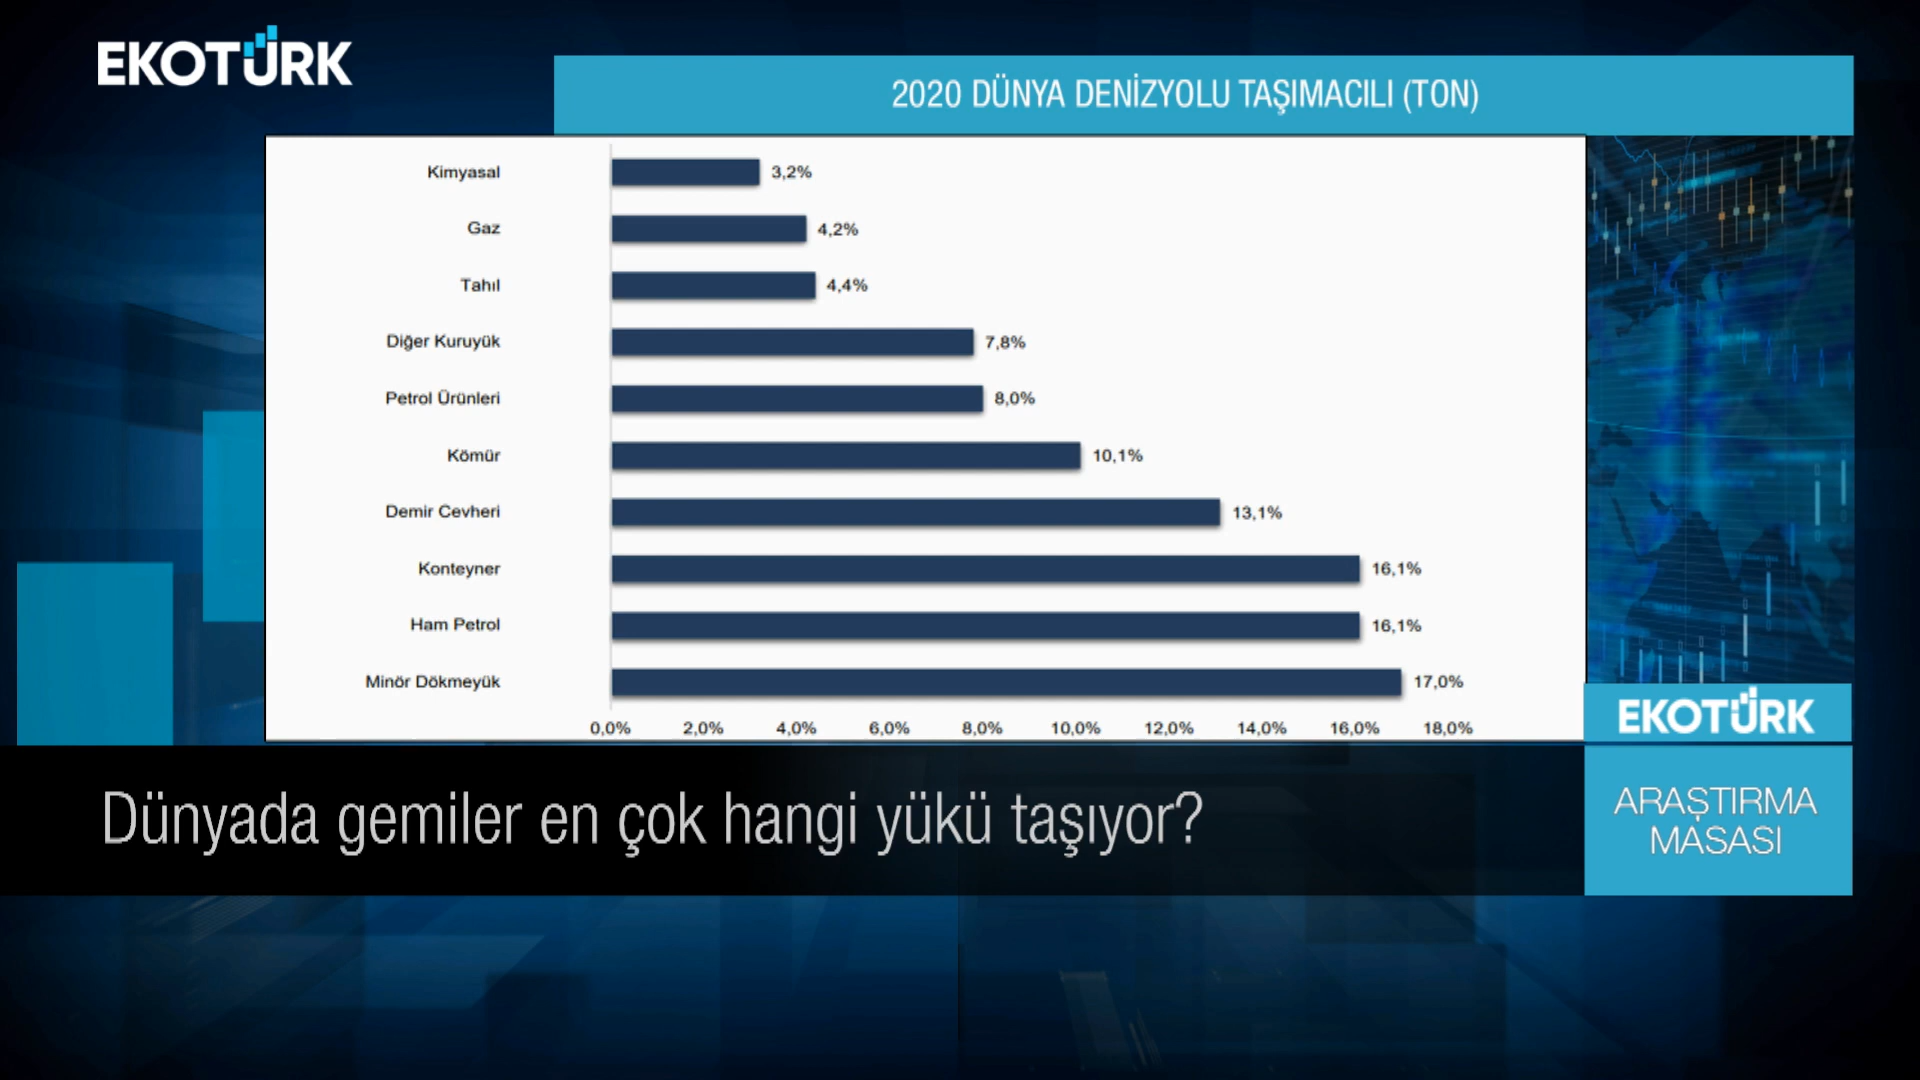 EKOTÜRK
2020 DÜNYA DENİZYOLU TAŞIMACILI (TON)
Kimyasal 3,2%
Gaz 4,2%
Tahıl 4,4%
Diğer Kuruyük 7,8%
Petrol Ürünleri 8,0%
Kömür 10,1%
Demir Cevheri 13,1%
Konteyner 16,1%
Ham Petrol 16,1%
Minör Dökmeyük 17,0%
0,0% 2,0% 4,0% 6,0% 8,0% 10,0% 12,0% 14,0% 16,0% 18,0%
EKOTÜRK
Dünyada gemiler en çok hangi yükü taşıyor?
ARAŞTIRMA
MASASI